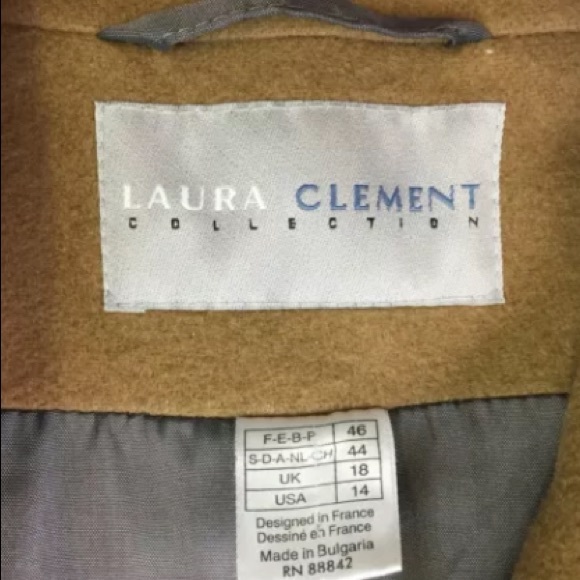 LAURA CLEMENT
COLLECTION
F-E-B-P 46
S-D-A-NL-CH 44
UK 18
USA 14
Designed in France
Dessiné en France
Made in Bulgaria
RN 88842